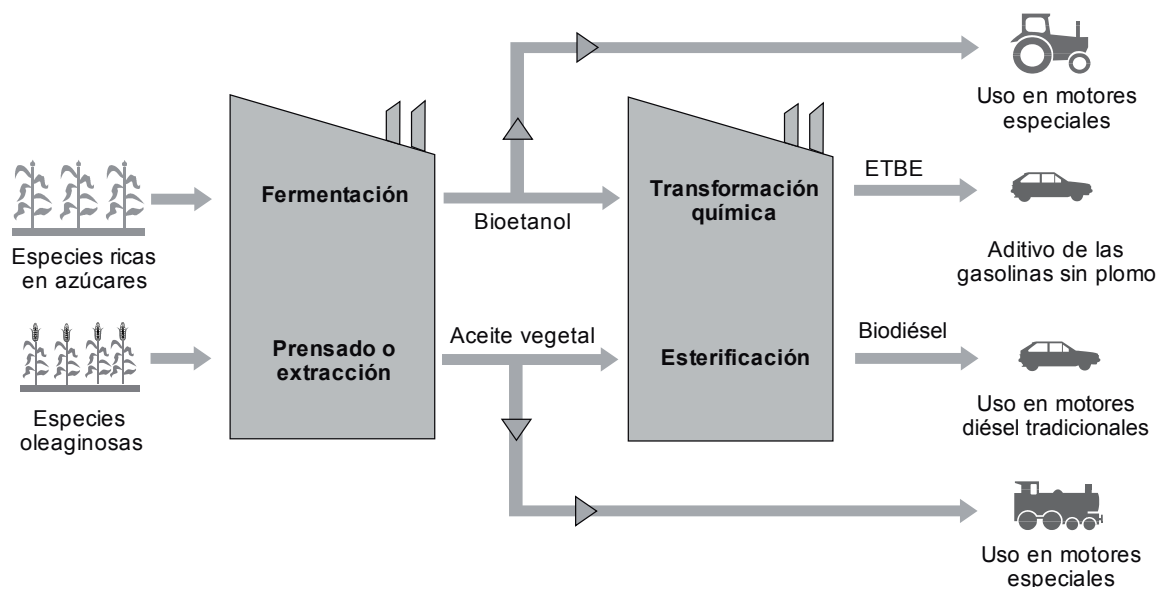 Uso en motores
especiales
Especies ricas
en azúcares
Fermentación
Bioetanol
Transformación
química
ETBE
Aditivo de las
gasolinas sin plomo
Especies
oleaginosas
Prensado o
extracción
Aceite vegetal
Esterificación
Biodiésel
Uso en motores
diésel tradicionales
Uso en motores
especiales